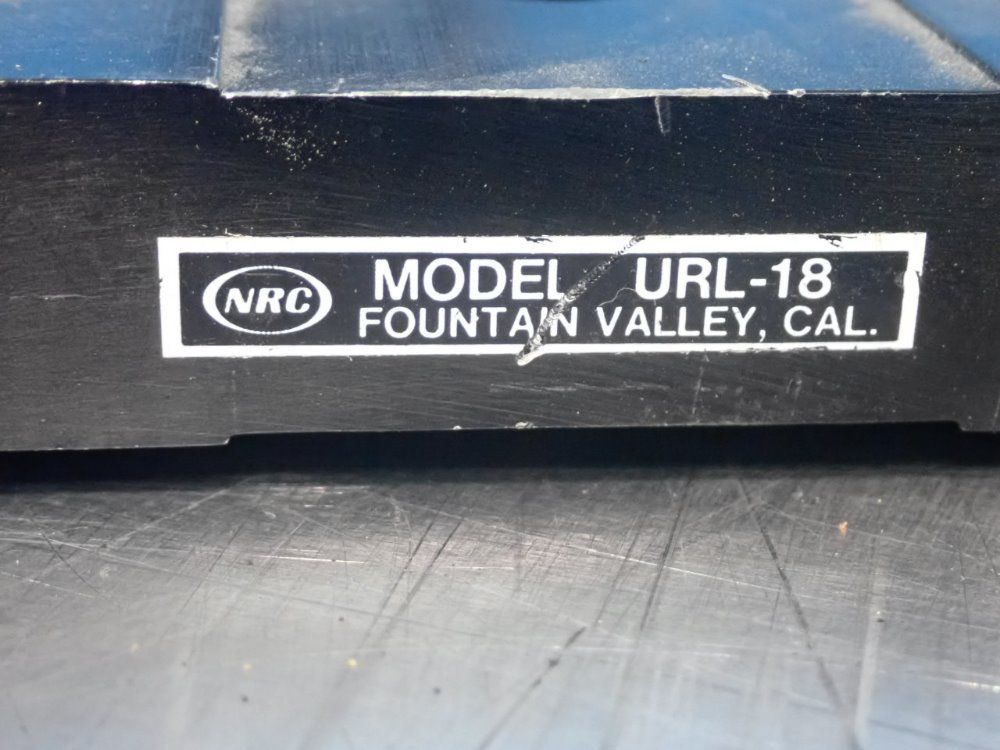 NRC
MODEL URL-18
FOUNTAIN VALLEY, CAL.